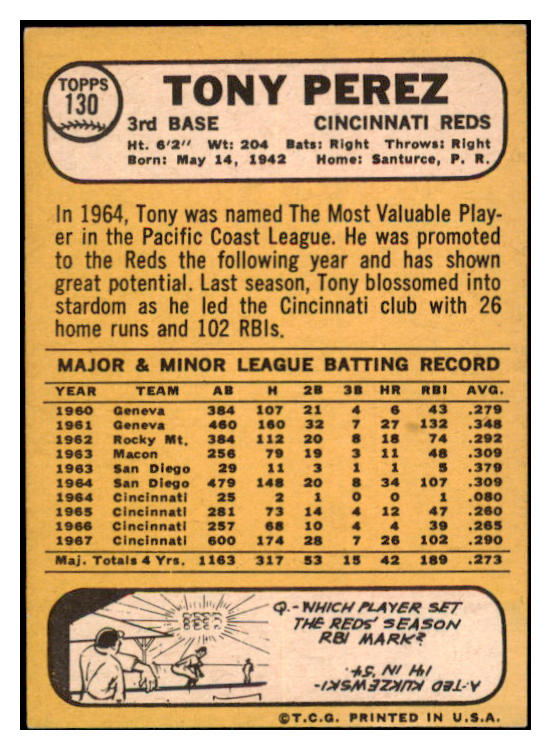 TOPPS
130
TONY PEREZ
3rd BASE CINCINNATI REDS
Ht. 6'2" Wt: 204 Bats: Right Throws: Right
Born: May 14, 1942 Home: Santurce, P. R.
In 1964, Tony was named The Most Valuable Play-
er in the Pacific Coast League. He was promoted
to the Reds the following year and has shown
great potential. Last season, Tony blossomed into
stardom as he led the Cincinnati club with 26
home runs and 102 RBIs.
MAJOR & MINOR LEAGUE BATTING RECORD
YEAR TEAM AB H 2B 3B HR RBI AVG.
1960 Geneva 384 107 21 4 6 43 .279
1961 Geneva 460 160 32 7 27 132 .348
1962 Rocky Mt. 384 112 20 8 18 74 .292
1963 Macon 256 79 19 3 11 48 .309
1963 San Diego 29 11 3 1 1 5 .379
1964 San Diego 479 148 20 8 34 107 .309
1964 Cincinnati 25 2 1 0 0 1 .080
1965 Cincinnati 281 73 14 4 12 47 .260
1966 Cincinnati 257 68 10 4 4 39 .265
1967 Cincinnati 600 174 28 7 26 102 .290
Maj. Totals 4 Yrs. 1163 317 53 15 42 189 .273
Q.-WHICH PLAYER SET
THE REDS' SEASON
RBI MARK?
A-TED KUKUZEWSKI-
141 IN '54.
©T.C.G. PRINTED IN U.S.A.